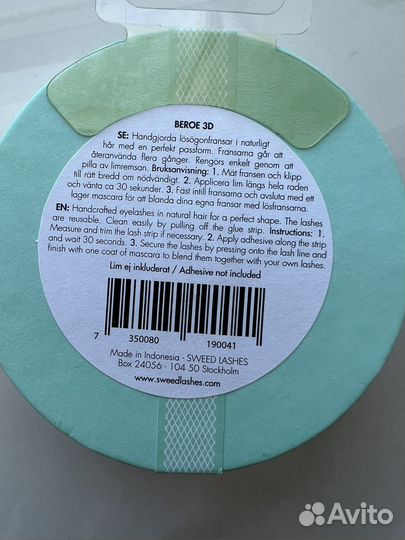 BEROE 3D
SE: Handgjorda lösögonfransar i naturligt
hår med en perfekt passform. Fransarna går att
återanvända flera gånger. Rengörs enkelt genom att
pilla av limremsan. Bruksanvisning: 1. Mät fransen och klipp
till rätt bredd om nödvändigt. 2. Applicera lim längs hela raden
och vänta ca 30 sekunder. 3. Fäst intill fransarna och avsluta med ett
lager mascara för att blanda dina egna fransar med lösfransarna.
EN: Handcrafted eyelashes in natural hair for a perfect shape. The lashes
are reusable. Clean easily by pulling off the glue strip. Instructions: 1.
Measure and trim the lash strip if necessary. 2. Apply adhesive along the strip
and wait 30 seconds. 3. Secure the lashes by pressing onto the lash line and
finish with one coat of mascara to blend them together with your own lashes.
Lim ej inkluderat / Adhesive not included
7 350080 190041
Made in Indonesia - SWEED LASHES
Box 24056 - 104 50 Stockholm
www.sweedlashes.com
Avito